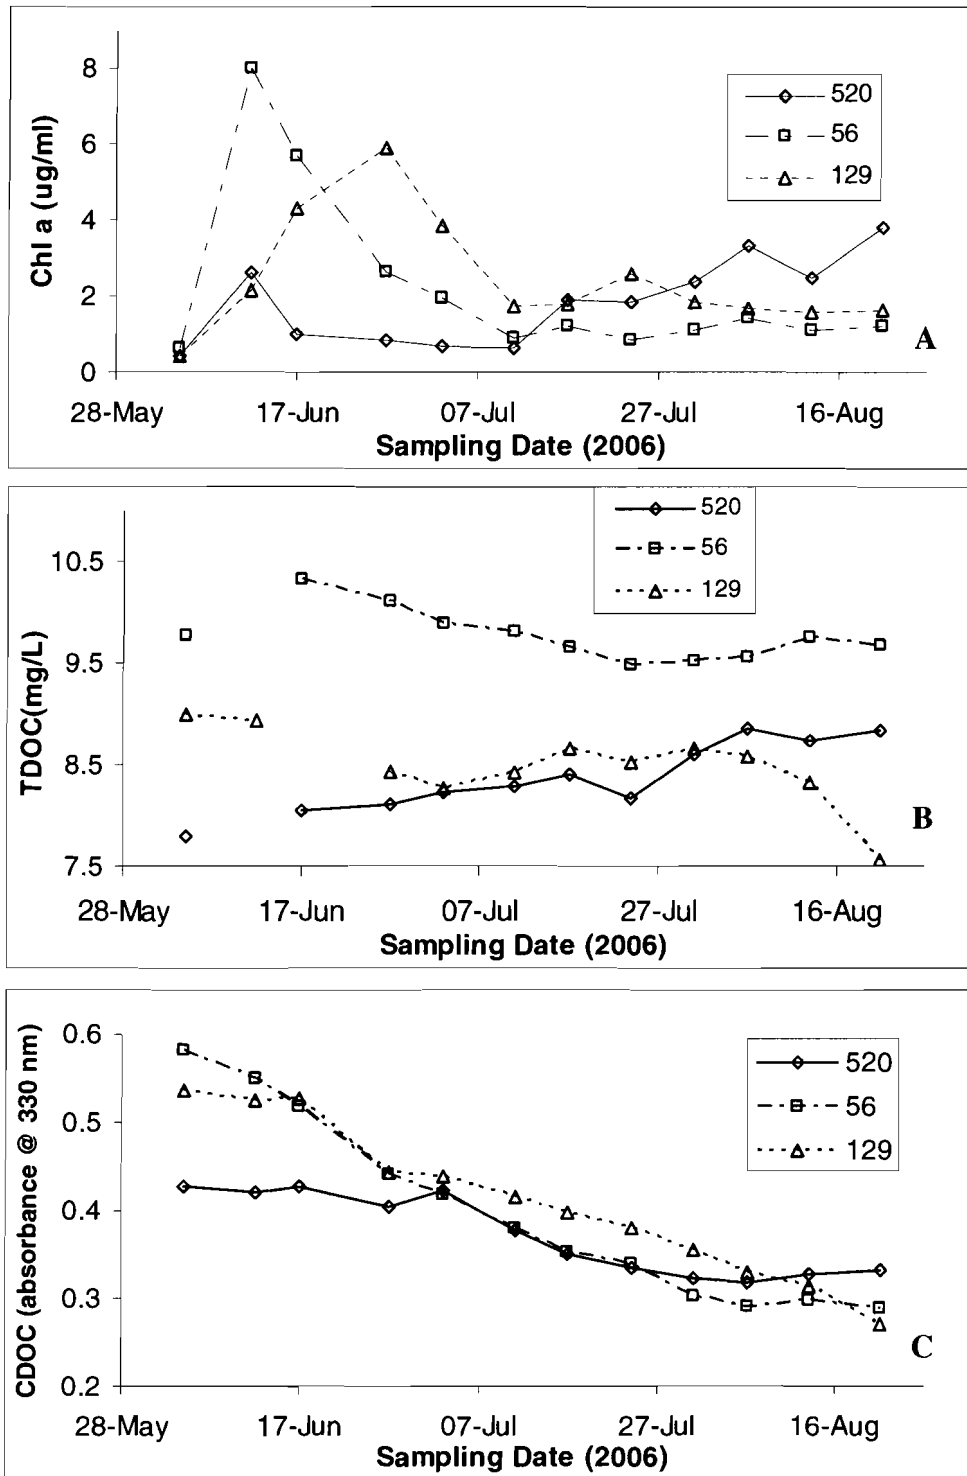 Chl a (ug/ml)
8
6
4
2
0
28-May 17-Jun 07-Jul 27-Jul 16-Aug
Sampling Date (2006)
520
56
129
A
TDOC(mg/L)
10.5
9.5
8.5
7.5
28-May 17-Jun 07-Jul 27-Jul 16-Aug
Sampling Date (2006)
520
56
129
B
CDOC (absorbance @ 330 nm)
0.6
0.5
0.4
0.3
0.2
28-May 17-Jun 07-Jul 27-Jul 16-Aug
Sampling Date (2006)
520
56
129
C